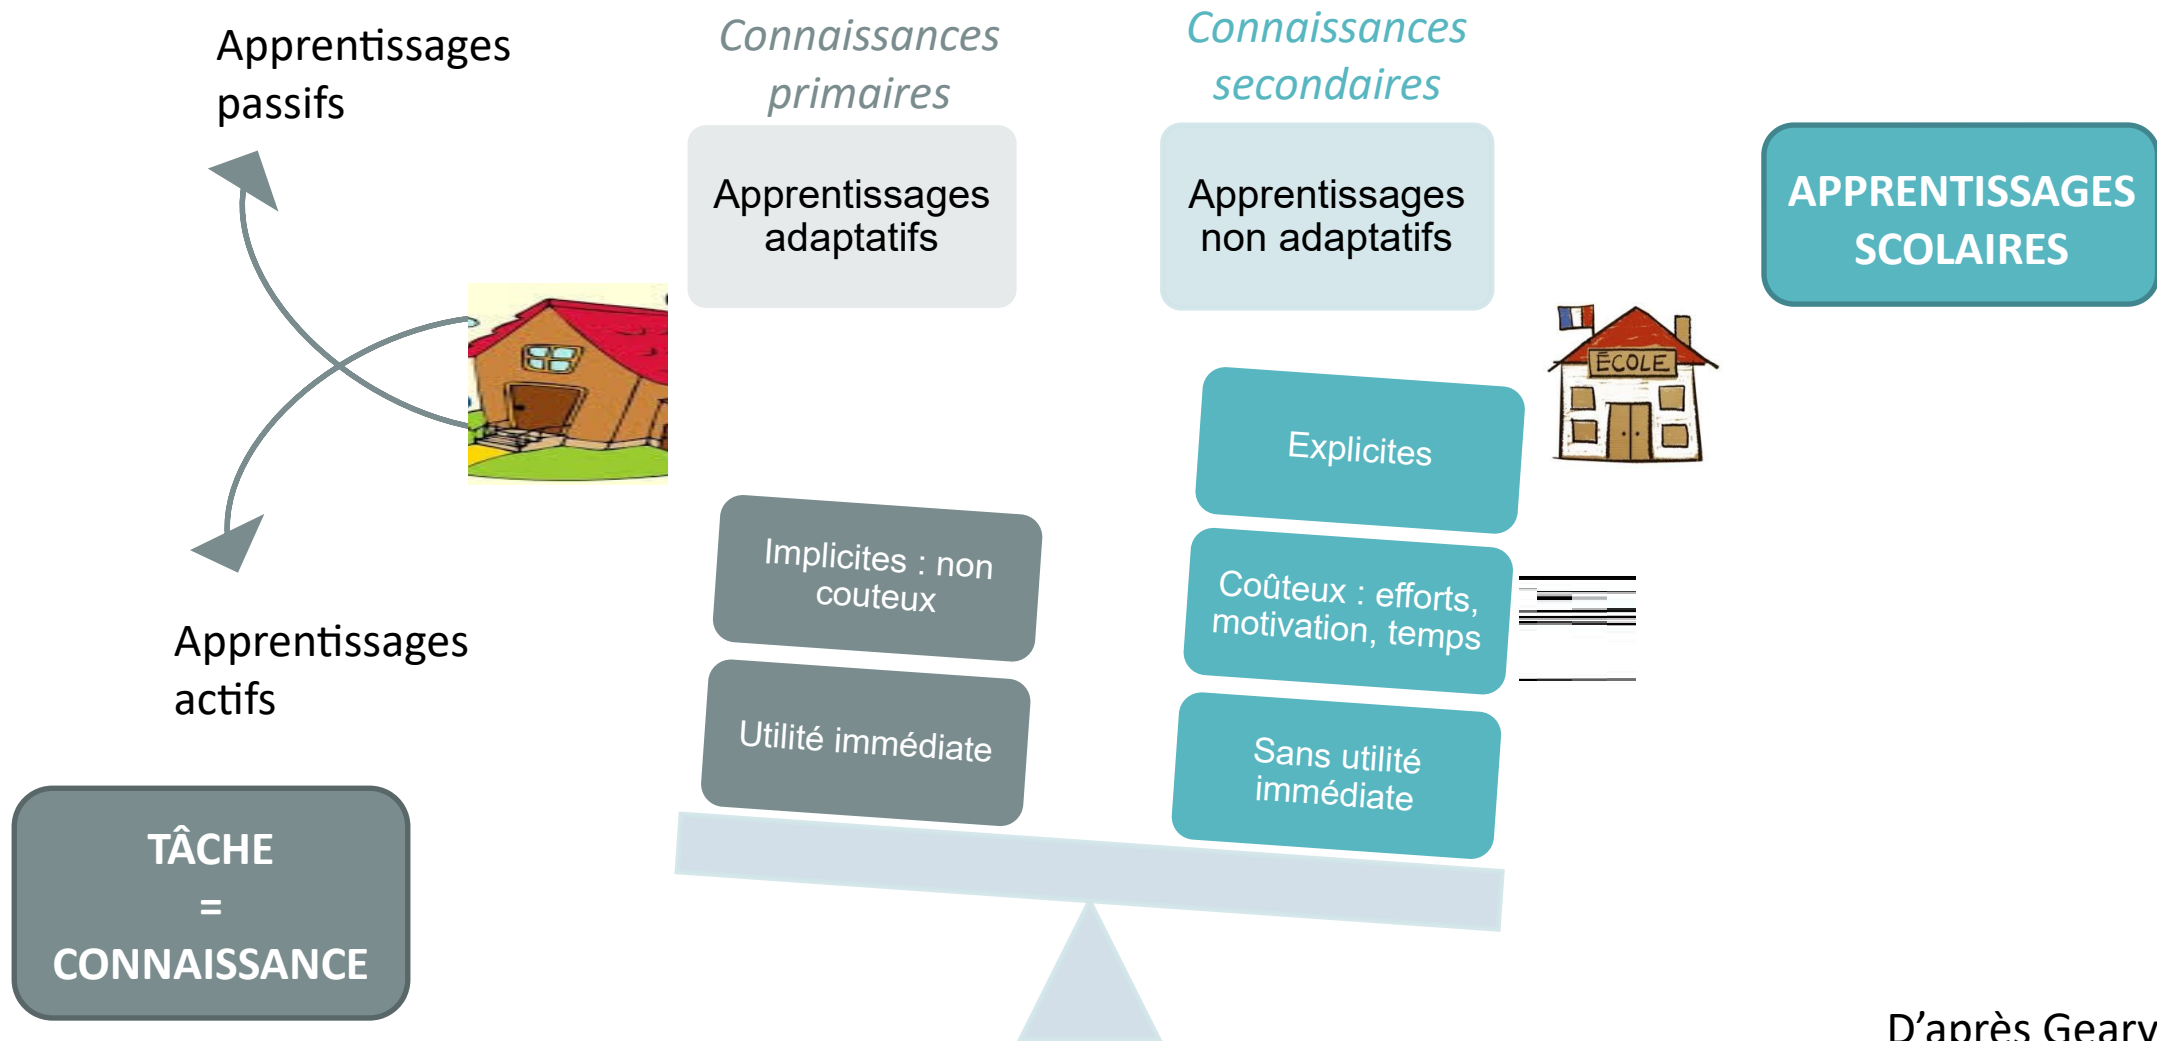 Apprentissages
passifs
Connaissances
primaires
Connaissances
secondaires
Apprentissages
adaptatifs
Apprentissages
non adaptatifs
APPRENTISSAGES
SCOLAIRES
ÉCOLE
Explicites
Implicites : non
couteux
Coûteux : efforts,
motivation, temps
Apprentissages
actifs
Utilité immédiate
Sans utilité
immédiate
TÂCHE
=
CONNAISSANCE
D’après Geary